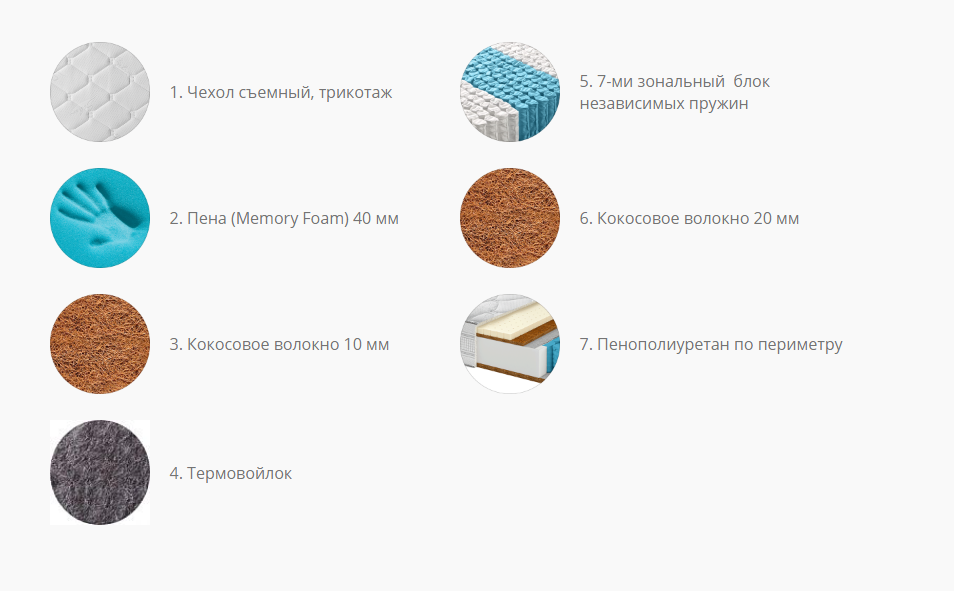 1. Чехол съемный, трикотаж
2. Пена (Memory Foam) 40 мм
3. Кокосовое волокно 10 мм
4. Термовойлок
5. 7-ми зональный  блок
независимых пружин
6. Кокосовое волокно 20 мм
7. Пенополиуретан по периметру